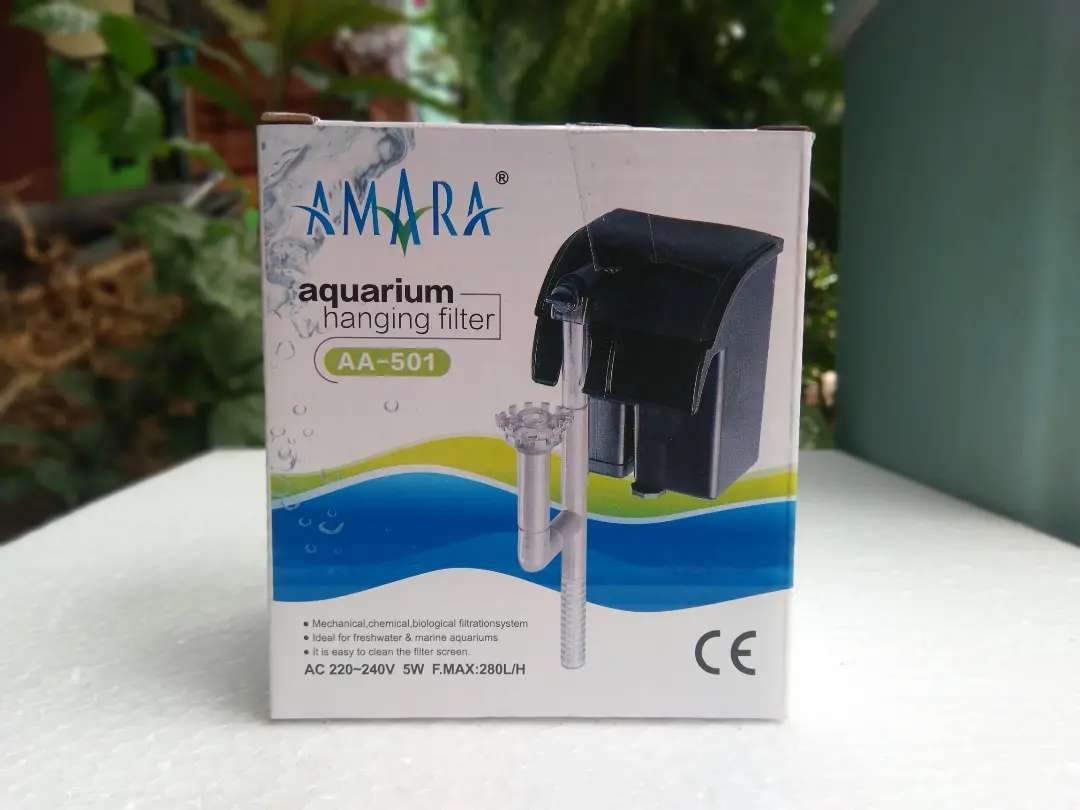 AMARA®
aquarium
hanging filter
AA-501
• Mechanical,chemical,biological filtrationsystem
• Ideal for freshwater & marine aquariums
• it is easy to clean the filter screen.
AC 220~240V 5W F.MAX:280L/H
CE